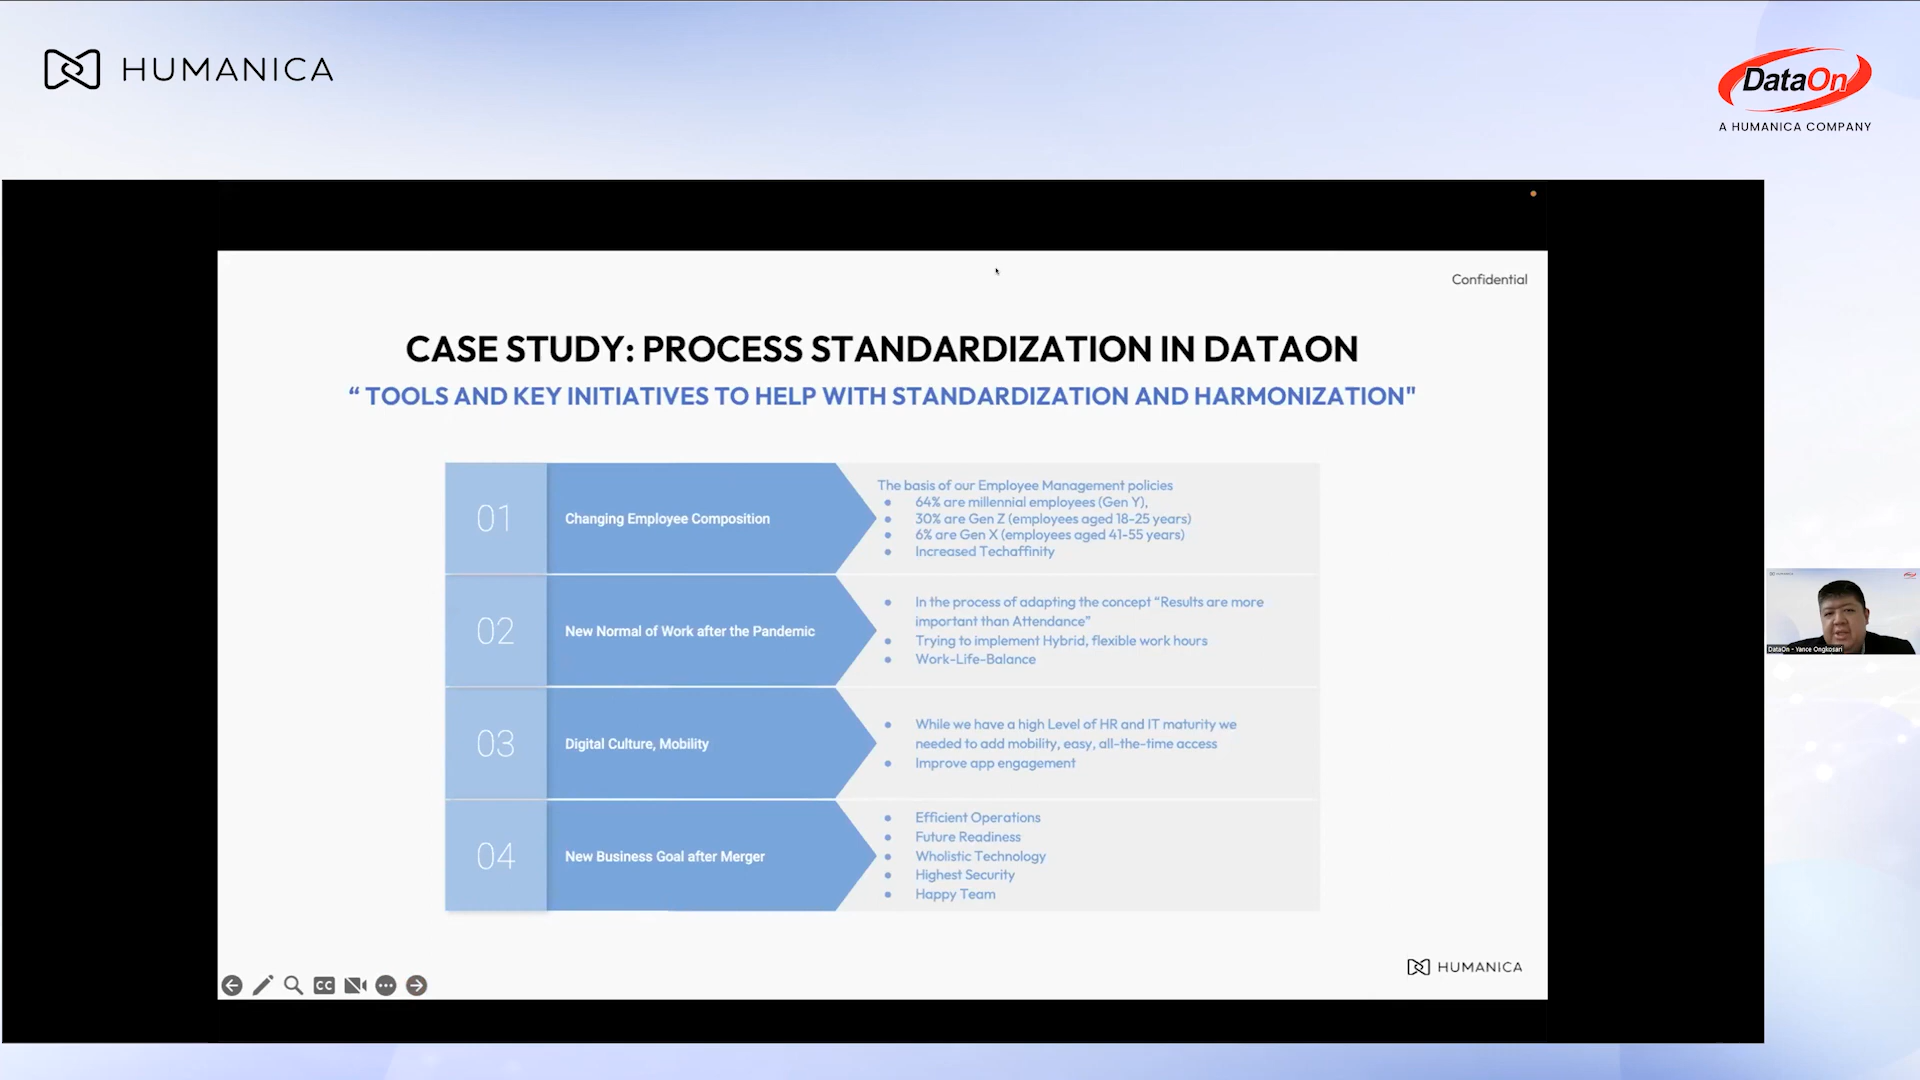 HUMANICA
DataOn
A HUMANICA COMPANY
Confidential
CASE STUDY: PROCESS STANDARDIZATION IN DATAON
“ TOOLS AND KEY INITIATIVES TO HELP WITH STANDARDIZATION AND HARMONIZATION"
01
Changing Employee Composition
The basis of our Employee Management policies
● 64% are millennial employees (Gen Y),
● 30% are Gen Z (employees aged 18-25 years)
● 6% are Gen X (employees aged 41-55 years)
● Increased Techaffinity
02
New Normal of Work after the Pandemic
● In the process of adapting the concept “Results are more
important than Attendance”
● Trying to implement Hybrid, flexible work hours
● Work-Life-Balance
03
Digital Culture, Mobility
● While we have a high Level of HR and IT maturity we
needed to add mobility, easy, all-the-time access
● Improve app engagement
04
New Business Goal after Merger
● Efficient Operations
● Future Readiness
● Wholistic Technology
● Highest Security
● Happy Team
HUMANICA
CC
DataOn - Yance Ongkosari